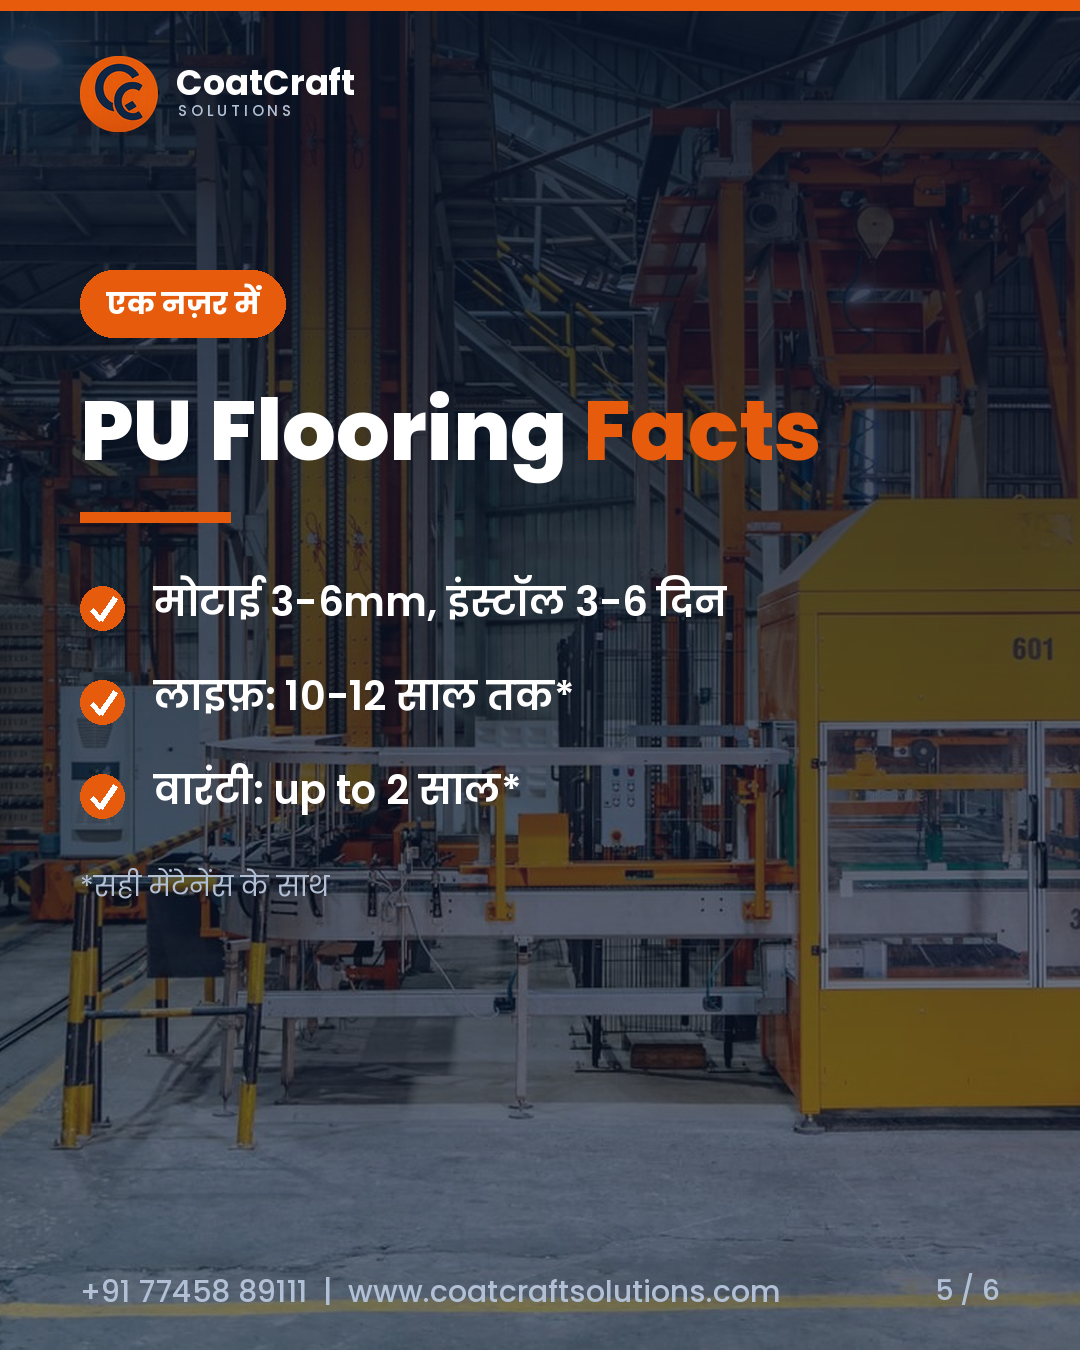 CoatCraft
SOLUTIONS
एक नज़र में
PU Flooring Facts
मोटाई 3-6mm, इंस्टॉल 3-6 दिन
लाइफ़: 10-12 साल तक*
वारंटी: up to 2 साल*
*सही मेंटेनेंस के साथ
601
3
+91 77458 89111 | www.coatcraftsolutions.com
5 / 6